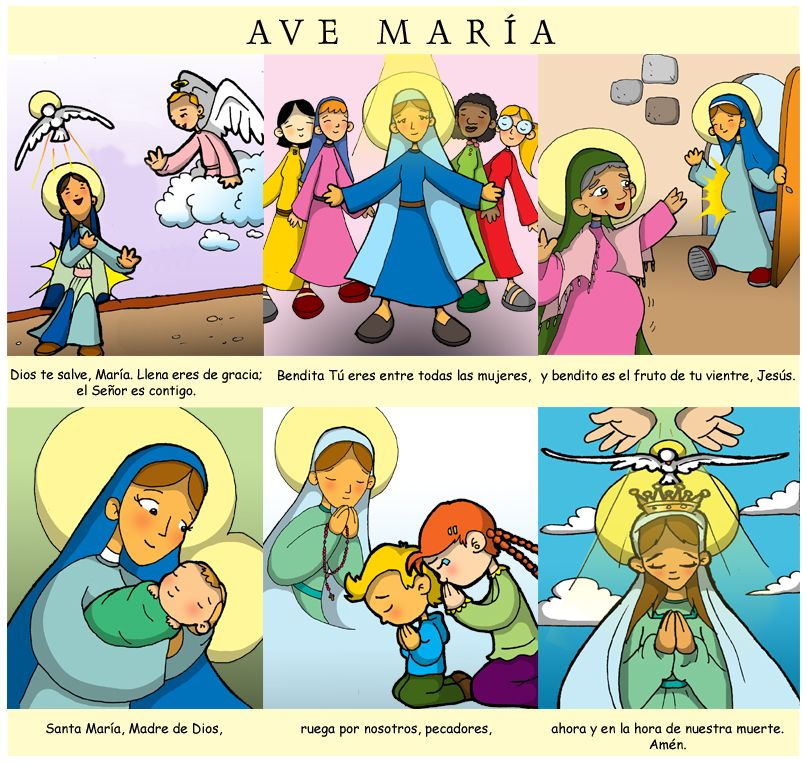 AVE MARÍA
Dios te salve, María. Llena eres de gracia;
el Señor es contigo.
Bendita Tú eres entre todas las mujeres,
y bendito es el fruto de tu vientre, Jesús.
Santa María, Madre de Dios,
ruega por nosotros, pecadores,
ahora y en la hora de nuestra muerte.
Amén.